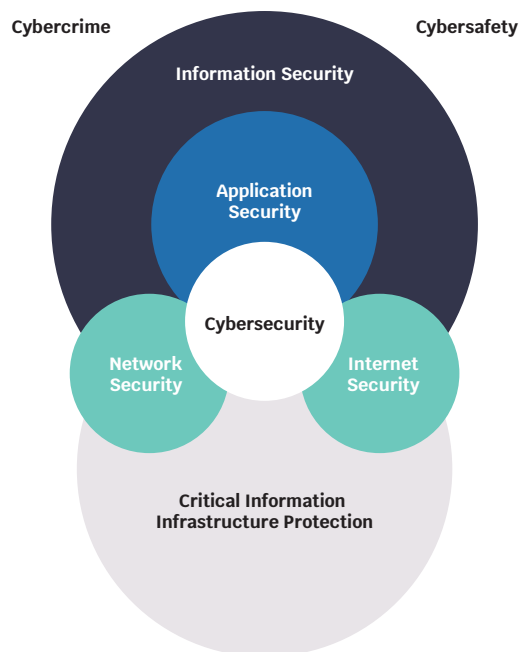 Cybercrime
Cybersafety
Information Security
Application
Security
Cybersecurity
Network
Security
Internet
Security
Critical Information
Infrastructure Protection